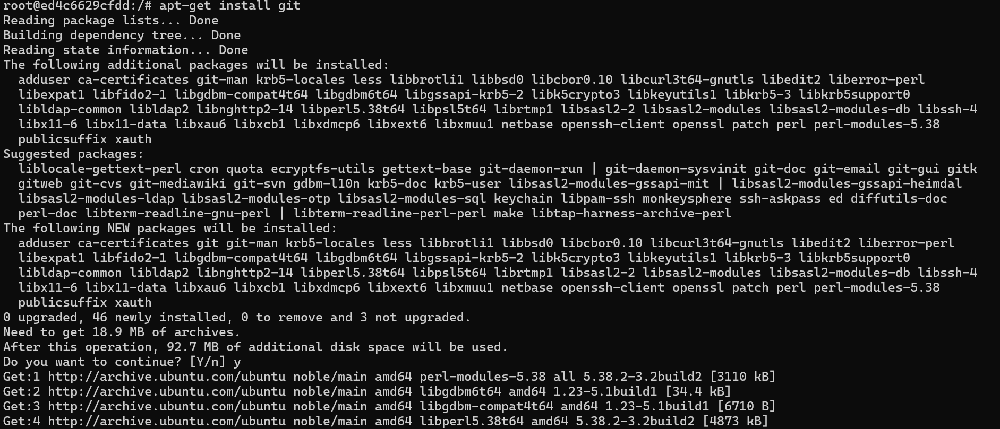 root@ed4c6629cfdd:/# apt-get install git
Reading package lists... Done
Building dependency tree... Done
Reading state information... Done
The following additional packages will be installed:
  adduser ca-certificates git-man krb5-locales less libbrotli1 libbsd0 libcbor0.10 libcurl3t64-gnutls libedit2 liberror-perl
  libexpat1 libfido2-1 libgdbm-compat4t64 libgdbm6t64 libgssapi-krb5-2 libk5crypto3 libkeyutils1 libkrb5-3 libkrb5support0
  libldap-common libldap2 libnghttp2-14 libperl5.38t64 libpsl5t64 librtmp1 libsasl2-2 libsasl2-modules libsasl2-modules-db libssh-4
  libx11-6 libx11-data libxau6 libxcb1 libxdmcp6 libxext6 libxmuu1 netbase openssh-client openssl patch perl perl-modules-5.38
  publicsuffix xauth
Suggested packages:
  liblocale-gettext-perl cron quota ecryptfs-utils gettext-base git-daemon-run | git-daemon-sysvinit git-doc git-email git-gui gitk
  gitweb git-cvs git-mediawiki git-svn gdbm-l10n krb5-doc krb5-user libsasl2-modules-gssapi-mit | libsasl2-modules-gssapi-heimdal
  libsasl2-modules-ldap libsasl2-modules-otp libsasl2-modules-sql keychain libpam-ssh monkeysphere ssh-askpass ed diffutils-doc
  perl-doc libterm-readline-gnu-perl | libterm-readline-perl-perl make libtap-harness-archive-perl
The following NEW packages will be installed:
  adduser ca-certificates git git-man krb5-locales less libbrotli1 libbsd0 libcbor0.10 libcurl3t64-gnutls libedit2 liberror-perl
  libexpat1 libfido2-1 libgdbm-compat4t64 libgdbm6t64 libgssapi-krb5-2 libk5crypto3 libkeyutils1 libkrb5-3 libkrb5support0
  libldap-common libldap2 libnghttp2-14 libperl5.38t64 libpsl5t64 librtmp1 libsasl2-2 libsasl2-modules libsasl2-modules-db libssh-4
  libx11-6 libx11-data libxau6 libxcb1 libxdmcp6 libxext6 libxmuu1 netbase openssh-client openssl patch perl perl-modules-5.38
  publicsuffix xauth
0 upgraded, 46 newly installed, 0 to remove and 3 not upgraded.
Need to get 18.9 MB of archives.
After this operation, 92.7 MB of additional disk space will be used.
Do you want to continue? [Y/n] y
Get:1 http://archive.ubuntu.com/ubuntu noble/main amd64 perl-modules-5.38 all 5.38.2-3.2build2 [3110 kB]
Get:2 http://archive.ubuntu.com/ubuntu noble/main amd64 libgdbm6t64 amd64 1.23-5.1build1 [34.4 kB]
Get:3 http://archive.ubuntu.com/ubuntu noble/main amd64 libgdbm-compat4t64 amd64 1.23-5.1build1 [6710 B]
Get:4 http://archive.ubuntu.com/ubuntu noble/main amd64 libperl5.38t64 amd64 5.38.2-3.2build2 [4873 kB]